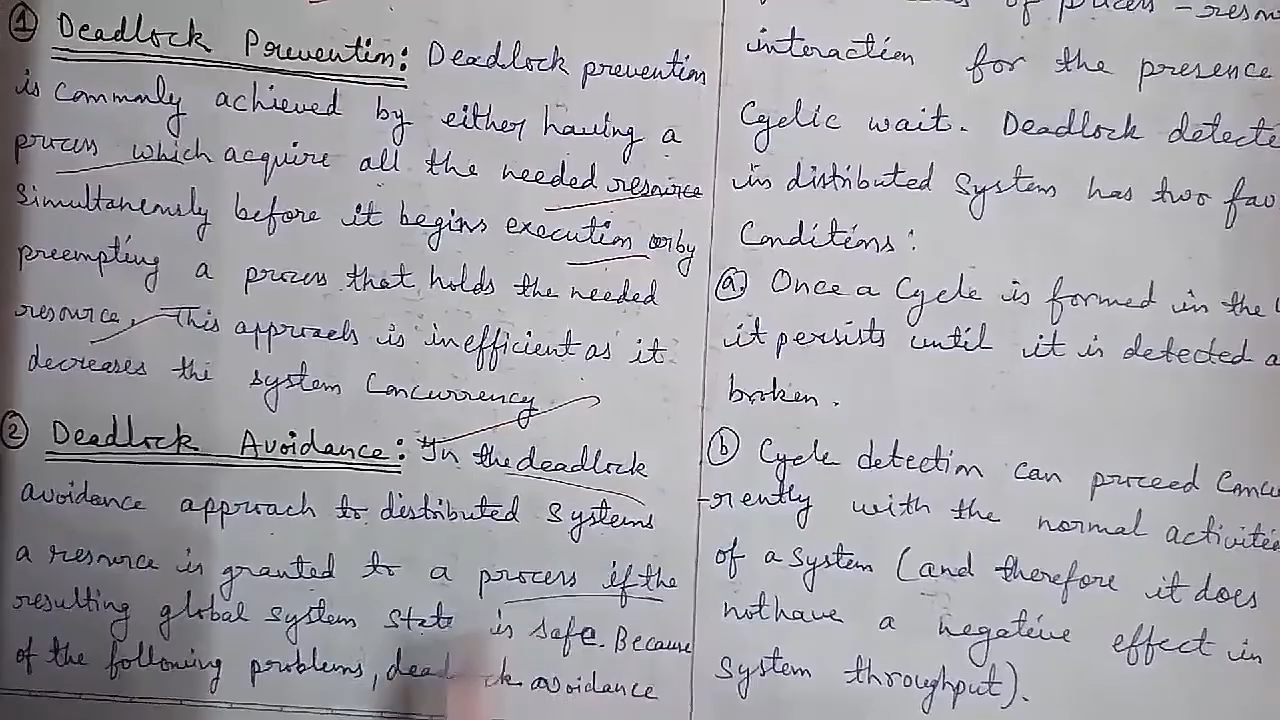 ① Deadlock Prevention: Deadlock prevention
is commonly achieved by either having a
process which acquire all the needed resource
simultaneously before it begins execution or by
preempting a process that holds the needed
resource. This approach is inefficient as it
decreases the system concurrency
② Deadlock Avoidance: In the deadlock
avoidance approach to distributed systems
a resource is granted to a process if the
resulting global system state is safe. Because
of the following problems, avoidance
of process-reson
interaction for the presence
Cyclic wait. Deadlock detecte
in distributed system has two fav
Conditions:
ⓐ Once a Cycle is formed in the
it persists until it is detected a
broken.
ⓑ Cycle detection can proceed Concu
-rently with the normal activitie
of a system (and therefore it does
not have a negative effect in
system throughput).